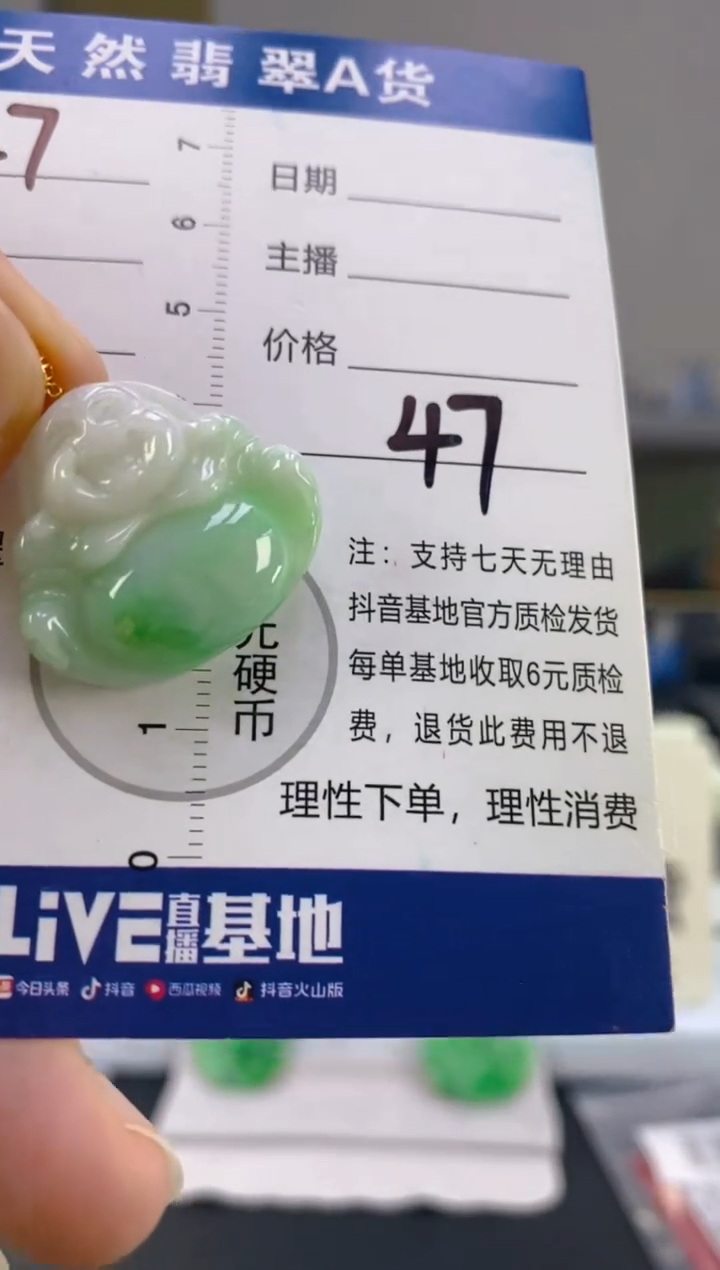 天然翡翠A货
7
日期
主播
价格
47
注：支持七天无理由
抖音基地官方质检发货
每单基地收取6元质检
费，退货此费用不退
理性下单，理性消费
7
6
5
1
0
元硬币
LiVE直播基地
今日头条 抖音 西瓜视频 抖音火山版